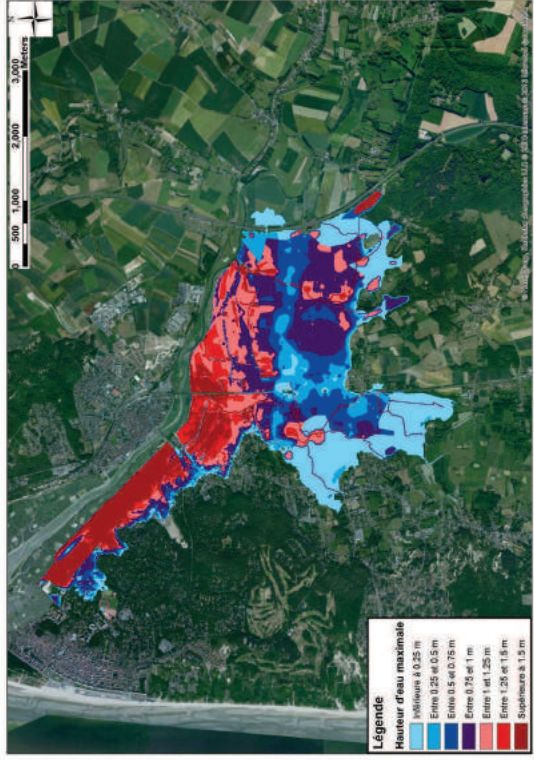 N
0 500 1,000 2,000 3,000
Meters
Légende
Hauteur d'eau maximale
Inférieure à 0.25 m
Entre 0.25 et 0.5 m
Entre 0.5 et 0.75 m
Entre 0.75 et 1 m
Entre 1 et 1.25 m
Entre 1.25 et 1.5 m
Supérieure à 1.5 m